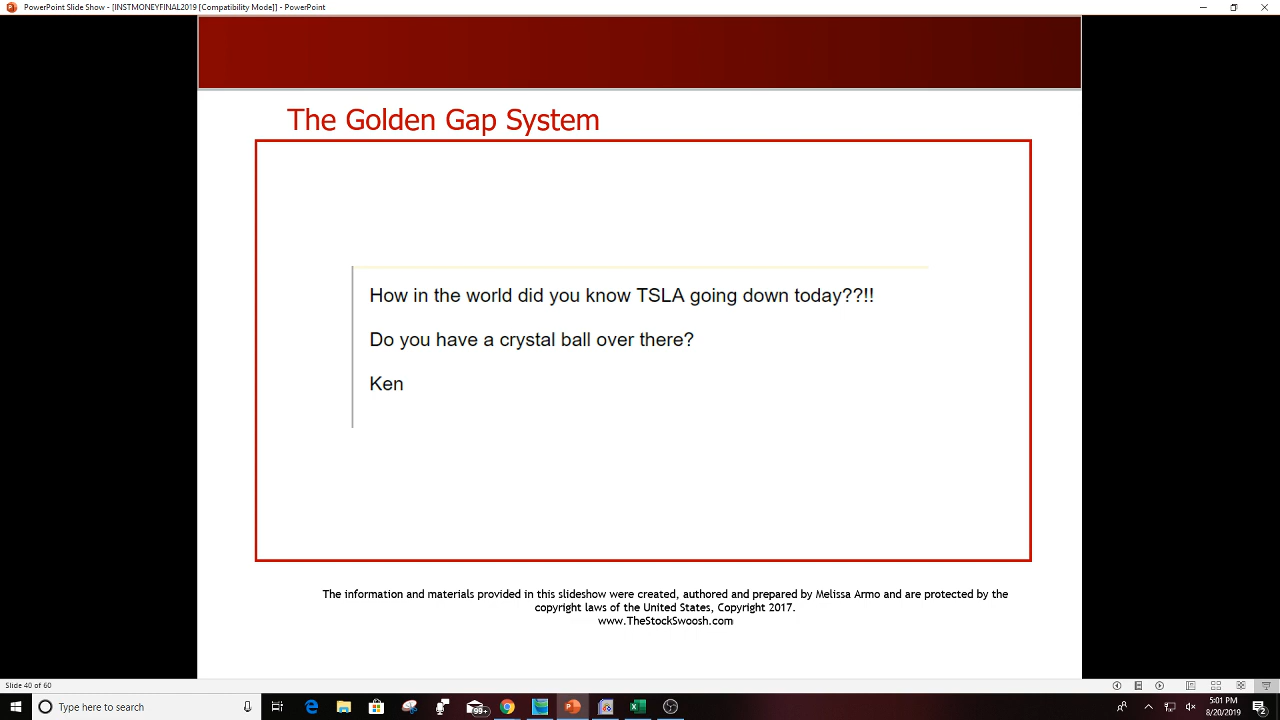 PowerPoint Slide Show - [INSTMONEYFINAL2019 [Compatibility Mode]] - PowerPoint
The Golden Gap System
How in the world did you know TSLA going down today??!!
Do you have a crystal ball over there?
Ken
The information and materials provided in this slideshow were created, authored and prepared by Melissa Armo and are protected by the
copyright laws of the United States, Copyright 2017.
www.TheStockSwoosh.com
Slide 40 of 60
Type here to search
99+
5:01 PM
8/20/2019
2